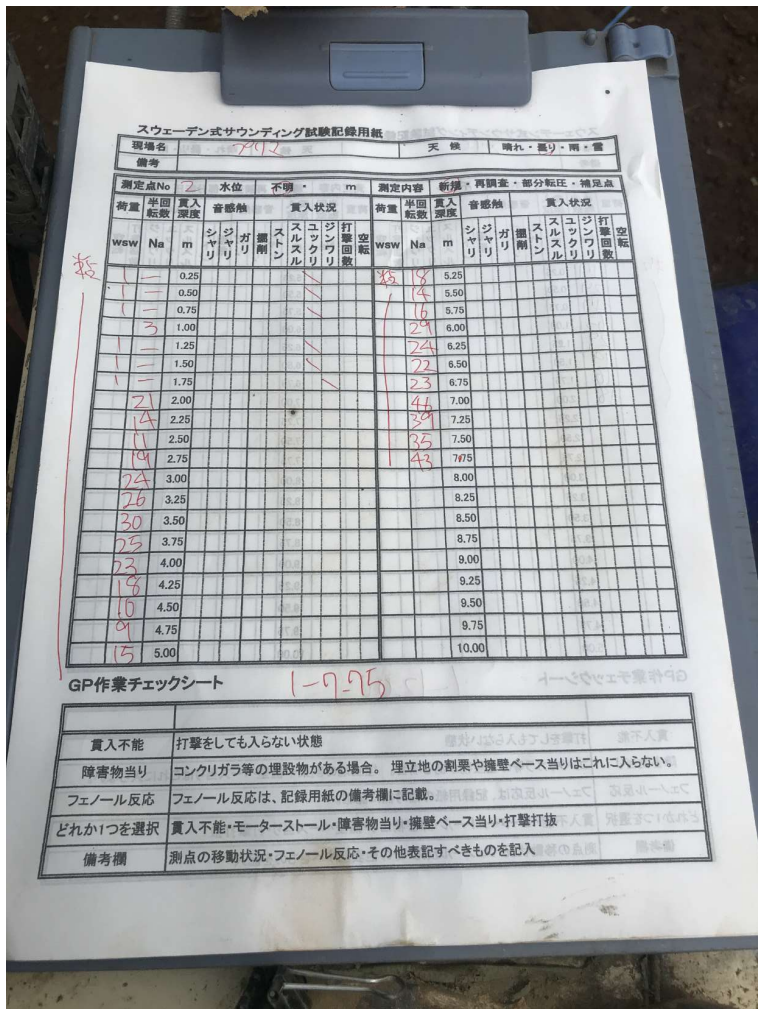 スウェーデン式サウンディング試験記録用紙
現場名 天候 晴れ・曇り・雨・雪
備考
測定点No 2 水位 不明・ m 測定内容 新規・再調査・部分転圧・補足点
荷重 半回転数 貫入深度 音感触 貫入状況 荷重 半回転数 貫入深度 音感触 貫入状況
wsw Na m シャリ ジャリ ガリ 掘削 ストン スルスル ユックリ ジンワリ 打撃回数 空転 wsw Na m シャリ ジャリ ガリ 掘削 ストン スルスル ユックリ ジンワリ 打撃回数 空転
1 — 0.25 \ 18 5.25
1 — 0.50 \ 14 5.50
1 — 0.75 \ 16 5.75
3 1.00 29 6.00
1 — 1.25 \ 24 6.25
1 — 1.50 \ 22 6.50
1 — 1.75 \ 23 6.75
21 2.00 46 7.00
14 2.25 39 7.25
11 2.50 35 7.50
19 2.75 43 7.75
24 3.00 8.00
26 3.25 8.25
30 3.50 8.50
25 3.75 8.75
23 4.00 9.00
18 4.25 9.25
4.50 9.50
9 4.75 9.75
15 5.00 10.00
GP作業チェックシート 1-7-75
貫入不能 打撃をしても入らない状態
障害物当り コンクリガラ等の埋設物がある場合。 埋立地の割栗や擁壁ベース当りはこれに入らない。
フェノール反応 フェノール反応は、記録用紙の備考欄に記載。
どれか1つを選択 貫入不能・モーターストール・障害物当り・擁壁ベース当り・打撃打抜
備考欄 測点の移動状況・フェノール反応・その他表記すべきものを記入